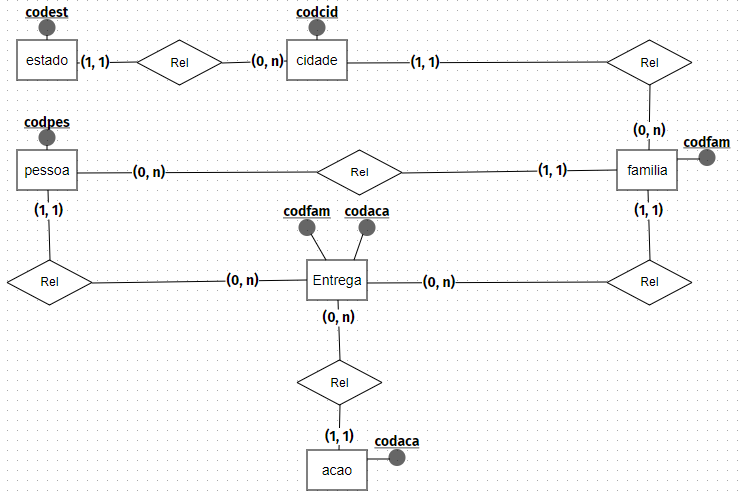 codest
codcid
estado
(1, 1)
Rel
(0, n)
cidade
(1, 1)
Rel
(0, n)
codpes
codfam
pessoa
(0, n)
Rel
(1, 1)
familia
(1, 1)
codfam
codaca
(1, 1)
Rel
(0, n)
Entrega
(0, n)
Rel
(0, n)
Rel
(1, 1)
codaca
acao